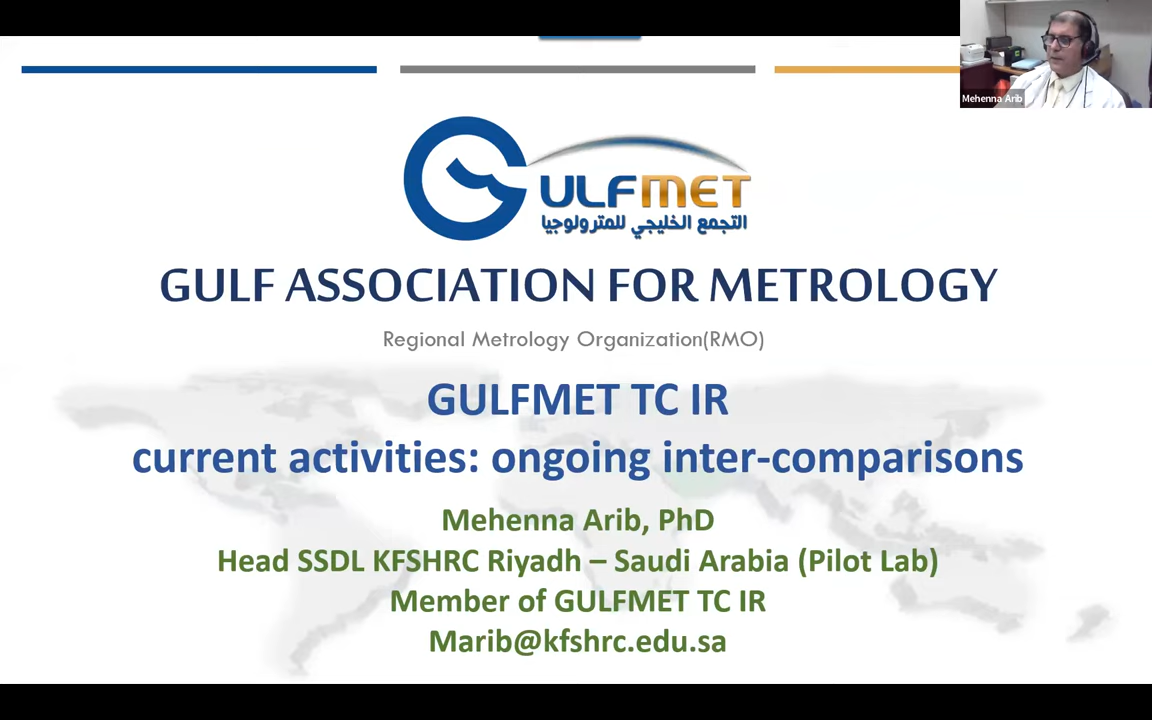 Mehenna Arib
GULFMET
التجمع الخليجي للمترولوجيا
GULF ASSOCIATION FOR METROLOGY
Regional Metrology Organization(RMO)
GULFMET TC IR
current activities: ongoing inter-comparisons
Mehenna Arib, PhD
Head SSDL KFSHRC Riyadh – Saudi Arabia (Pilot Lab)
Member of GULFMET TC IR
Marib@kfshrc.edu.sa